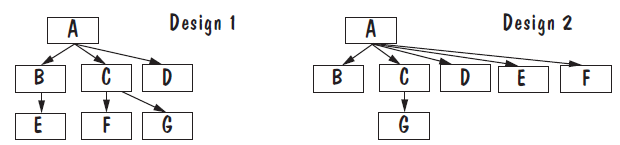 A Design 1
B C D
E F G
A Design 2
B C D E F
G